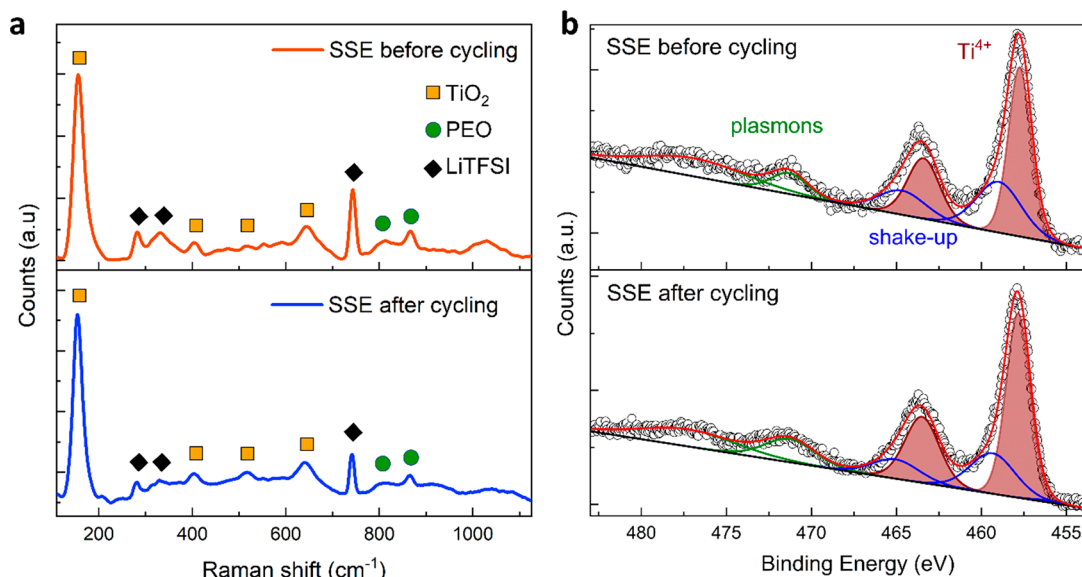 a
SSE before cycling
TiO₂
PEO
LiTFSI
SSE after cycling
Counts (a.u)
200 400 600 800 1000
Raman shift (cm⁻¹)
b
SSE before cycling
Ti⁴⁺
plasmons
shake-up
SSE after cycling
Counts (a.u.)
480 475 470 465 460 455
Binding Energy (eV)